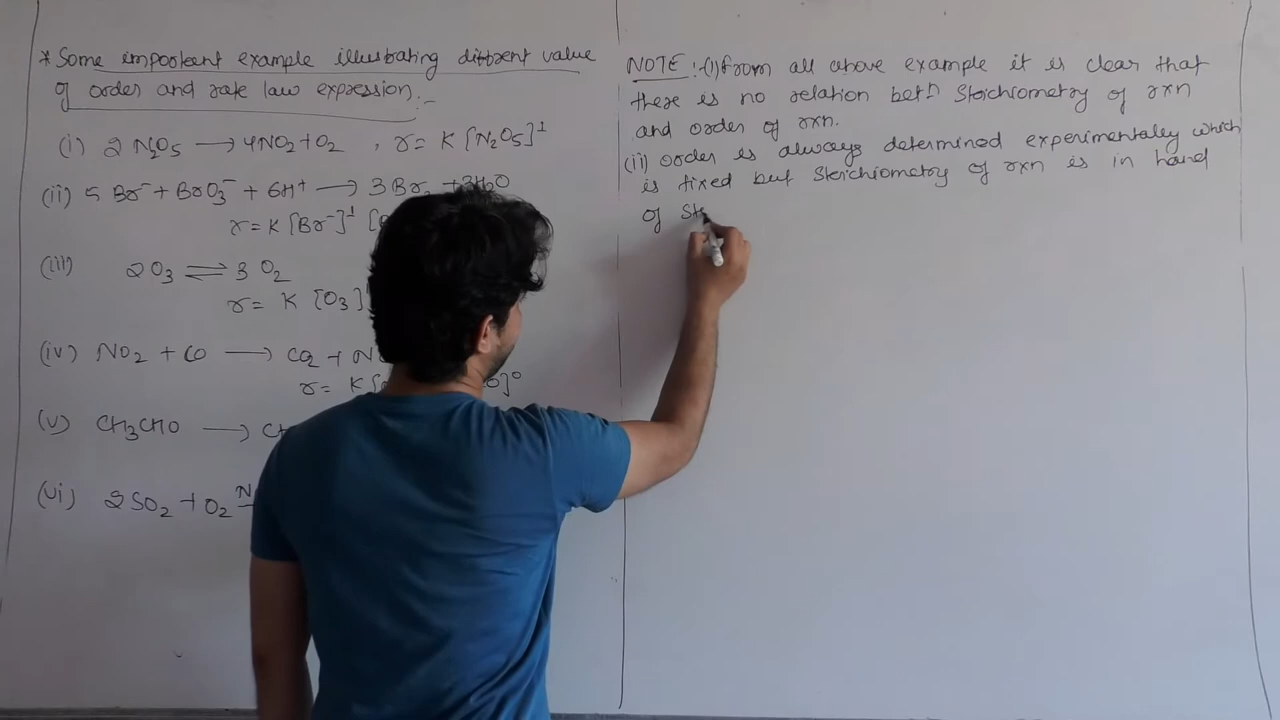 * Some important example illustrating diffrent value
of order and rate law expression :-
(i) 2 N2O5 → 4NO2 + O2 , r = K [N2O5]^1
(ii) 5 Br⁻ + BrO3⁻ + 6H⁺ → 3Br2 + 3H2O
r = K [Br⁻]^1 [
(iii) 2O3 ⇌ 3 O2
r = K [O3]
(iv) NO2 + CO → CO2 + N
r = K [ O]°
(v) CH3CHO → CH
(vi) 2SO2 + O2 N
NOTE :- (i) from all above example it is clear that
there is no relation betⁿ Stoichiometry of rxn
and order of rxn.
(ii) order is always determined experimentaley which
is fixed but Stoichiometry of rxn is in hand
of St